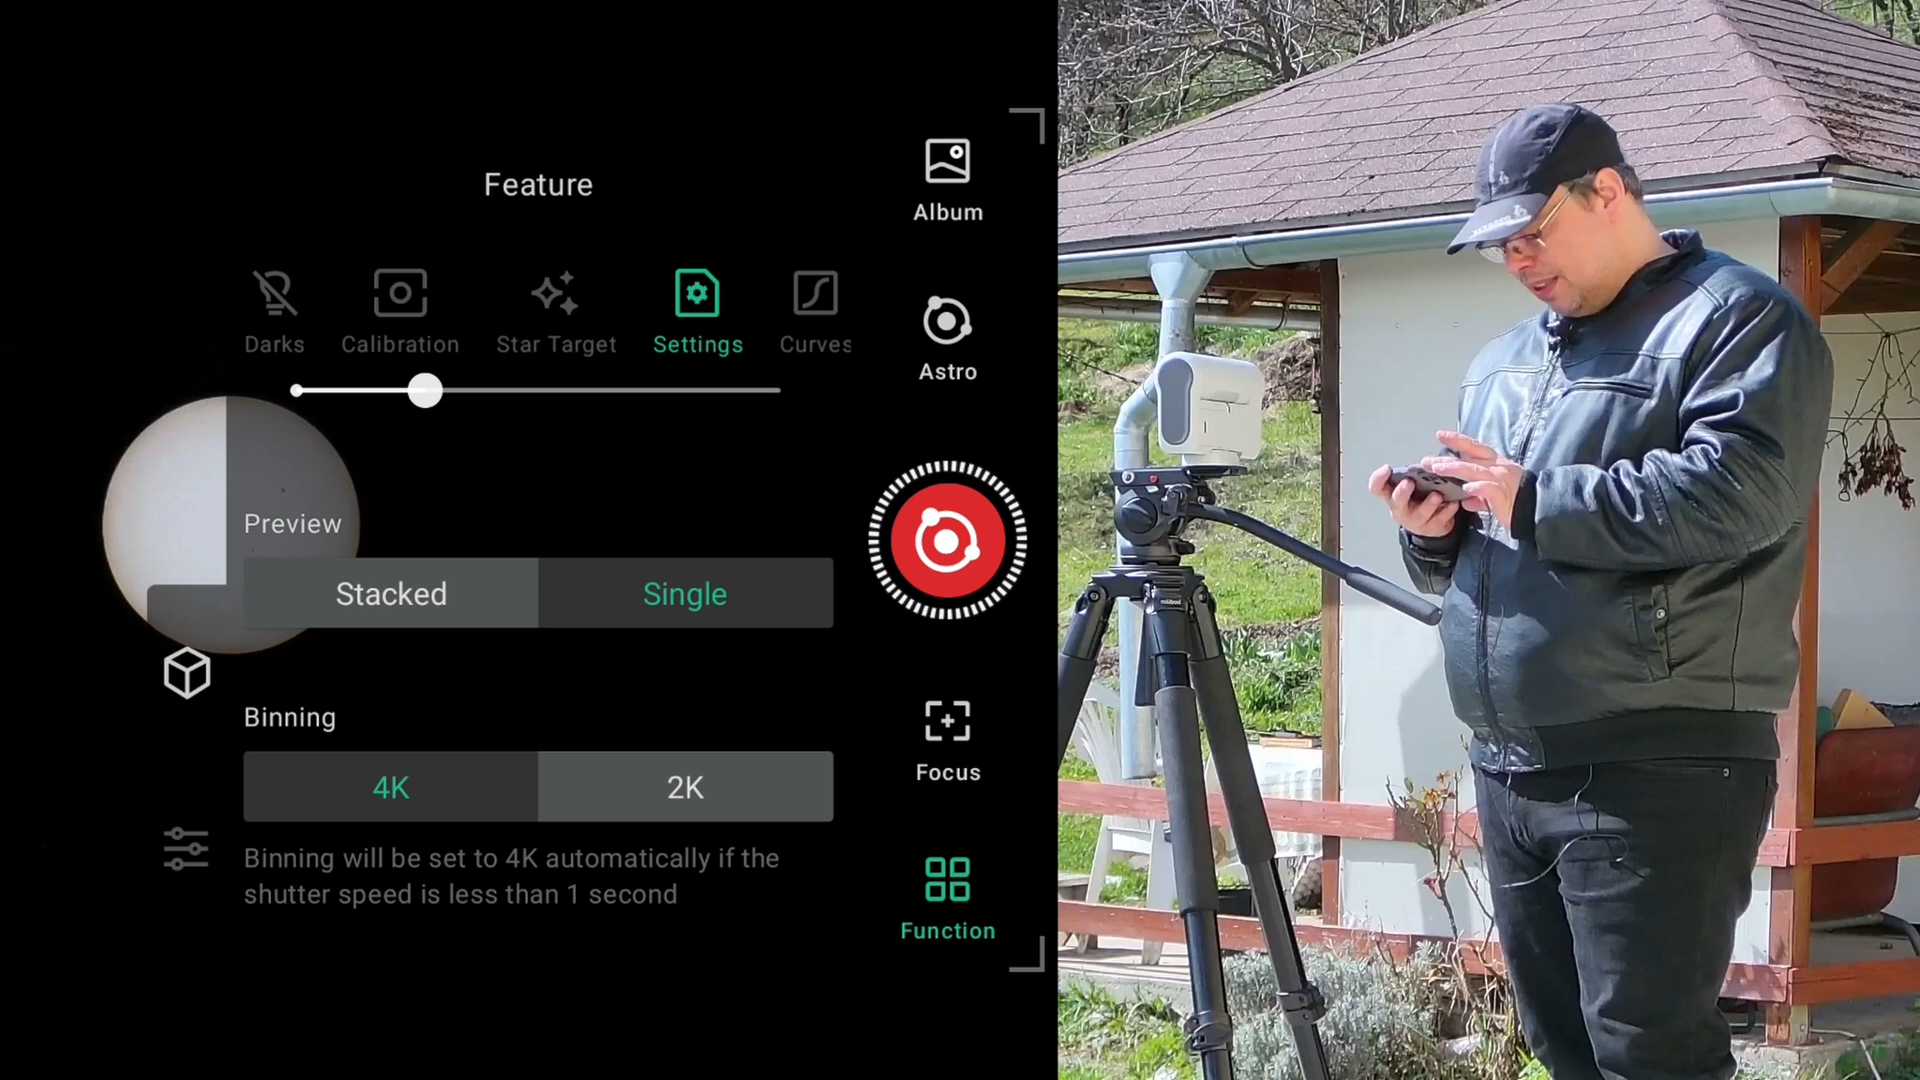 Feature
Darks
Calibration
Star Target
Settings
Curves
Preview
Stacked
Single
Binning
4K
2K
Binning will be set to 4K automatically if the
shutter speed is less than 1 second
Album
Astro
Focus
Function